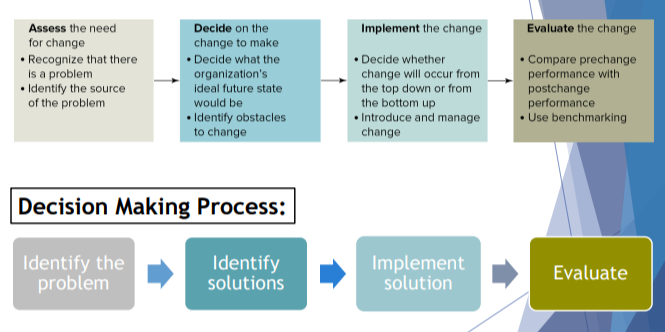 Assess the need
for change
• Recognize that there
is a problem
• Identify the source
of the problem
Decide on the
change to make
• Decide what the
organization's
ideal future state
would be
• Identify obstacles
to change
Implement the change
• Decide whether
change will occur from
the top down or from
the bottom up
• Introduce and manage
change
Evaluate the change
• Compare prechange
performance with
postchange
performance
• Use benchmarking
Decision Making Process:
Identify the
problem
Identify
solutions
Implement
solution
Evaluate